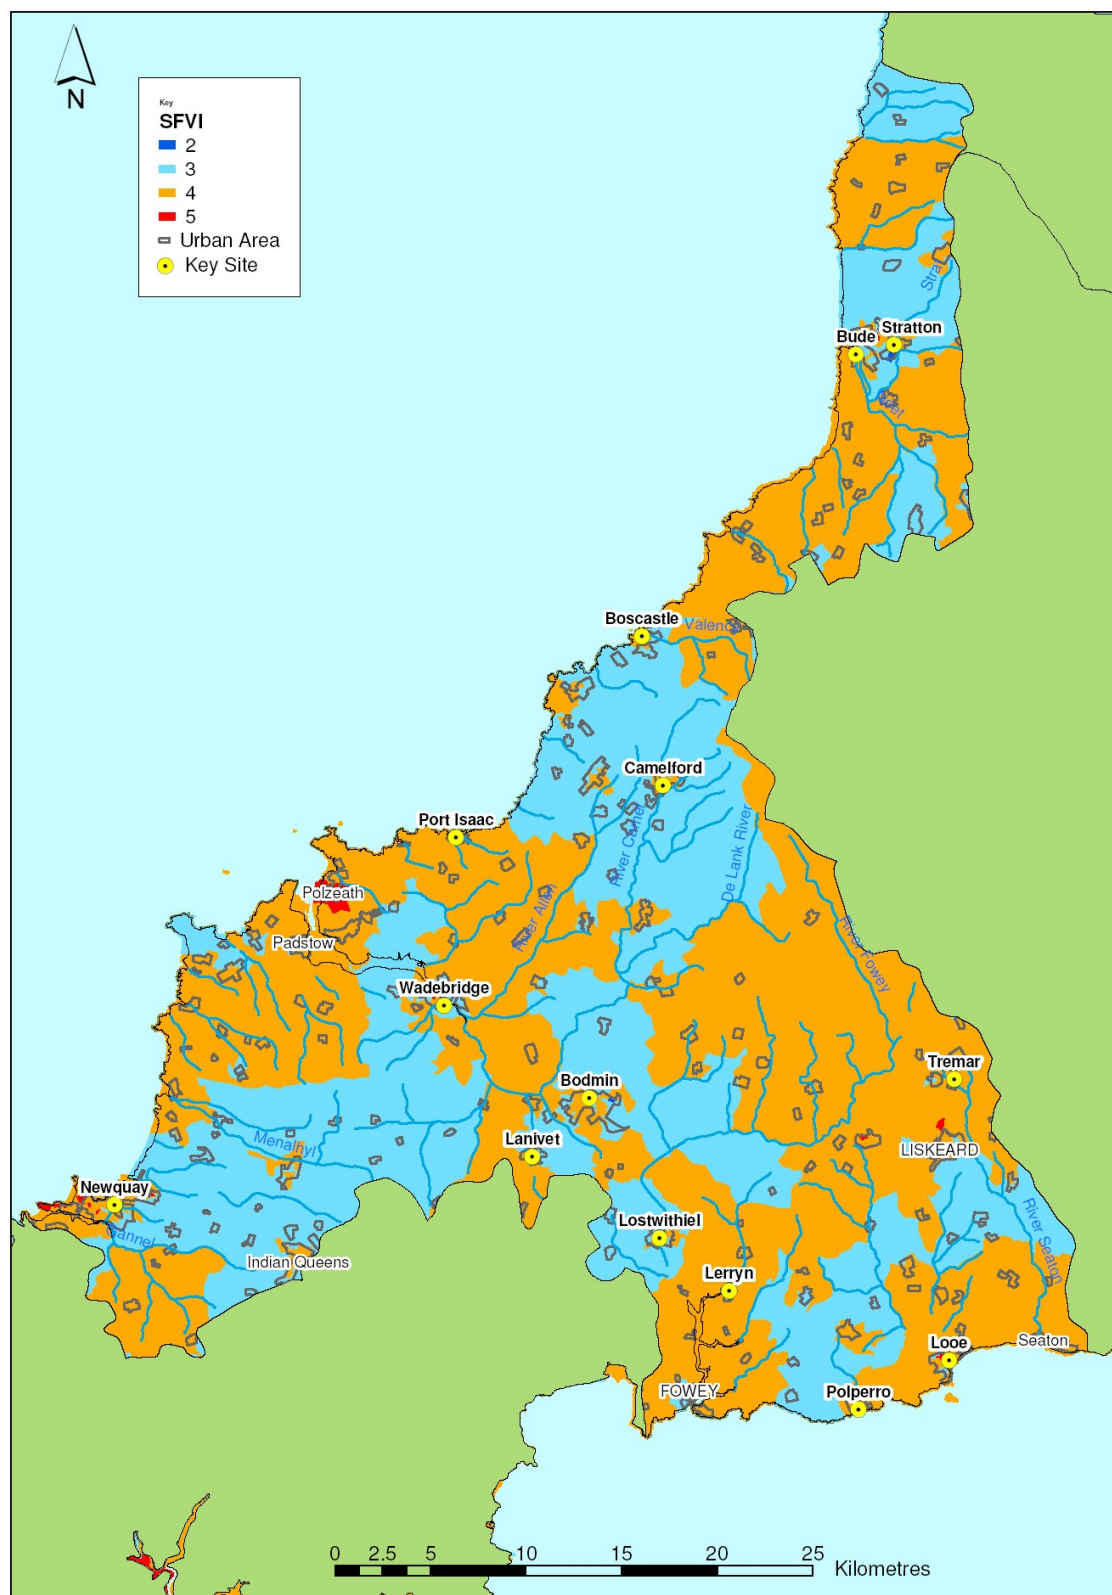 N
Key
SFVI
2
3
4
5
Urban Area
Key Site
Stra
Bude
Stratton
Boscastle
Valency
Camelford
Port Isaac
River Camel
De Lank River
Polzeath
River Allen
Padstow
River Fowey
Wadebridge
Tremar
Bodmin
Menalhyl
Lanivet
LISKEARD
Newquay
Gannel
Lostwithiel
River Seaton
Indian Queens
Lerryn
Looe
Seaton
FOWEY
Polperro
0 2.5 5 10 15 20 25
Kilometres